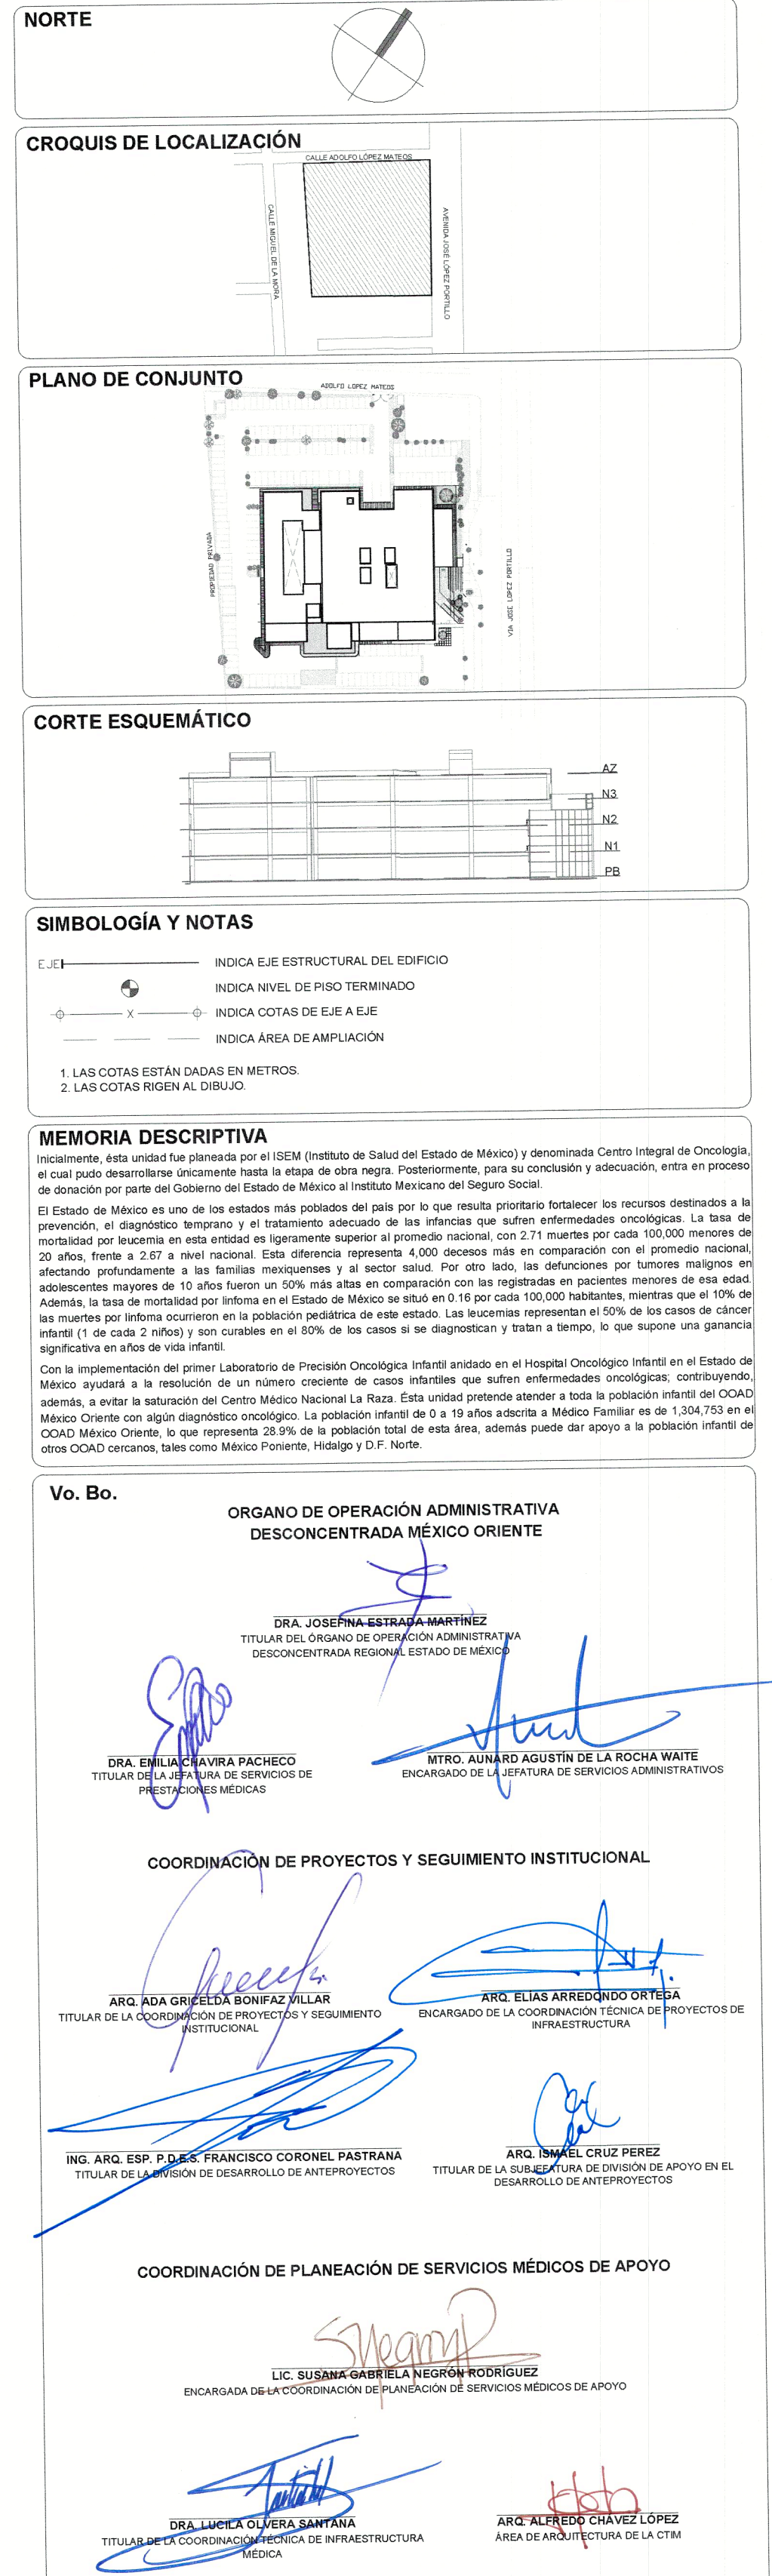 NORTE
CROQUIS DE LOCALIZACIÓN
CALLE ADOLFO LÓPEZ MATEOS
CALLE MIGUEL DE LA MORA
AVENIDA JOSÉ LÓPEZ PORTILLO
PLANO DE CONJUNTO
ADOLFO LOPEZ MATEOS
PROPIEDAD PRIVADA
VIA JOSE LOPEZ PORTILLO
CORTE ESQUEMÁTICO
AZ
N3
N2
N1
PB
SIMBOLOGÍA Y NOTAS
EJE INDICA EJE ESTRUCTURAL DEL EDIFICIO
INDICA NIVEL DE PISO TERMINADO
X INDICA COTAS DE EJE A EJE
INDICA ÁREA DE AMPLIACIÓN
1. LAS COTAS ESTÁN DADAS EN METROS.
2. LAS COTAS RIGEN AL DIBUJO.
MEMORIA DESCRIPTIVA
Inicialmente, ésta unidad fue planeada por el ISEM (Instituto de Salud del Estado de México) y denominada Centro Integral de Oncología,
el cual pudo desarrollarse únicamente hasta la etapa de obra negra. Posteriormente, para su conclusión y adecuación, entra en proceso
de donación por parte del Gobierno del Estado de México al Instituto Mexicano del Seguro Social.
El Estado de México es uno de los estados más poblados del país por lo que resulta prioritario fortalecer los recursos destinados a la
prevención, el diagnóstico temprano y el tratamiento adecuado de las infancias que sufren enfermedades oncológicas. La tasa de
mortalidad por leucemia en esta entidad es ligeramente superior al promedio nacional, con 2.71 muertes por cada 100,000 menores de
20 años, frente a 2.67 a nivel nacional. Esta diferencia representa 4,000 decesos más en comparación con el promedio nacional,
afectando profundamente a las familias mexiquenses y al sector salud. Por otro lado, las defunciones por tumores malignos en
adolescentes mayores de 10 años fueron un 50% más altas en comparación con las registradas en pacientes menores de esa edad.
Además, la tasa de mortalidad por linfoma en el Estado de México se situó en 0.16 por cada 100,000 habitantes, mientras que el 10% de
las muertes por linfoma ocurrieron en la población pediátrica de este estado. Las leucemias representan el 50% de los casos de cáncer
infantil (1 de cada 2 niños) y son curables en el 80% de los casos si se diagnostican y tratan a tiempo, lo que supone una ganancia
significativa en años de vida infantil.
Con la implementación del primer Laboratorio de Precisión Oncológica Infantil anidado en el Hospital Oncológico Infantil en el Estado de
México ayudará a la resolución de un número creciente de casos infantiles que sufren enfermedades oncológicas; contribuyendo,
además, a evitar la saturación del Centro Médico Nacional La Raza. Ésta unidad pretende atender a toda la población infantil del OOAD
México Oriente con algún diagnóstico oncológico. La población infantil de 0 a 19 años adscrita a Médico Familiar es de 1,304,753 en el
OOAD México Oriente, lo que representa 28.9% de la población total de esta área, además puede dar apoyo a la población infantil de
otros OOAD cercanos, tales como México Poniente, Hidalgo y D.F. Norte.
Vo. Bo.
ORGANO DE OPERACIÓN ADMINISTRATIVA
DESCONCENTRADA MÉXICO ORIENTE
DRA. JOSEFINA ESTRADA MARTÍNEZ
TITULAR DEL ÓRGANO DE OPERACIÓN ADMINISTRATIVA
DESCONCENTRADA REGIONAL ESTADO DE MÉXICO
DRA. EMILIA CHAVIRA PACHECO
TITULAR DE LA JEFATURA DE SERVICIOS DE
PRESTACIONES MÉDICAS
MTRO. AUNARD AGUSTÍN DE LA ROCHA WAITE
ENCARGADO DE LA JEFATURA DE SERVICIOS ADMINISTRATIVOS
COORDINACIÓN DE PROYECTOS Y SEGUIMIENTO INSTITUCIONAL
ARQ. ADA GRICELDA BONIFAZ VILLAR
TITULAR DE LA COORDINACIÓN DE PROYECTOS Y SEGUIMIENTO
INSTITUCIONAL
ARQ. ELÍAS ARREDONDO ORTEGA
ENCARGADO DE LA COORDINACIÓN TÉCNICA DE PROYECTOS DE
INFRAESTRUCTURA
ING. ARQ. ESP. P.D.E.S. FRANCISCO CORONEL PASTRANA
TITULAR DE LA DIVISIÓN DE DESARROLLO DE ANTEPROYECTOS
ARQ. ISMAEL CRUZ PEREZ
TITULAR DE LA SUBJEFATURA DE DIVISIÓN DE APOYO EN EL
DESARROLLO DE ANTEPROYECTOS
COORDINACIÓN DE PLANEACIÓN DE SERVICIOS MÉDICOS DE APOYO
LIC. SUSANA GABRIELA NEGRÓN RODRÍGUEZ
ENCARGADA DE LA COORDINACIÓN DE PLANEACIÓN DE SERVICIOS MÉDICOS DE APOYO
DRA. LUCILA OLVERA SANTANA
TITULAR DE LA COORDINACIÓN TÉCNICA DE INFRAESTRUCTURA
MÉDICA
ARQ. ALFREDO CHÁVEZ LÓPEZ
ÁREA DE ARQUITECTURA DE LA CTIM